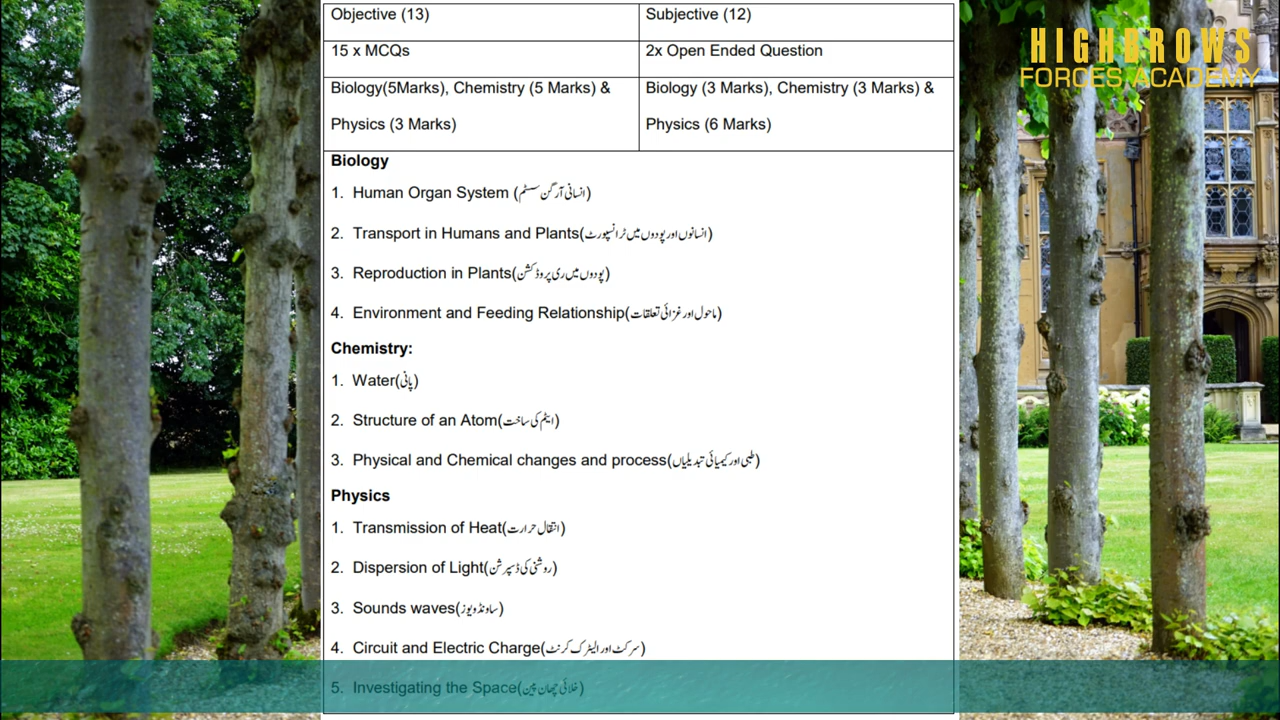 HIGHBROWS
FORCES ACADEMY
Objective (13) Subjective (12)
15 x MCQs 2x Open Ended Question
Biology(5Marks), Chemistry (5 Marks) & Biology (3 Marks), Chemistry (3 Marks) &
Physics (3 Marks) Physics (6 Marks)
Biology
1. Human Organ System (انسانی آرگن سسٹم)
2. Transport in Humans and Plants(انسانوں اور پودوں میں ٹرانسپورٹ)
3. Reproduction in Plants(پودوں میں ری پروڈکشن)
4. Environment and Feeding Relationship(ماحول اور غزائی تعلقات)
Chemistry:
1. Water(پانی)
2. Structure of an Atom(ایٹم کی ساخت)
3. Physical and Chemical changes and process(طبی اور کیمیائی تبدیلیاں)
Physics
1. Transmission of Heat(انتقال حرارت)
2. Dispersion of Light(روشنی کی ڈسپرشن)
3. Sounds waves(ساونڈ ویوز)
4. Circuit and Electric Charge(سرکٹ اور الیٹرک کرنٹ)
5. Investigating the Space(خلائی چھان پین)